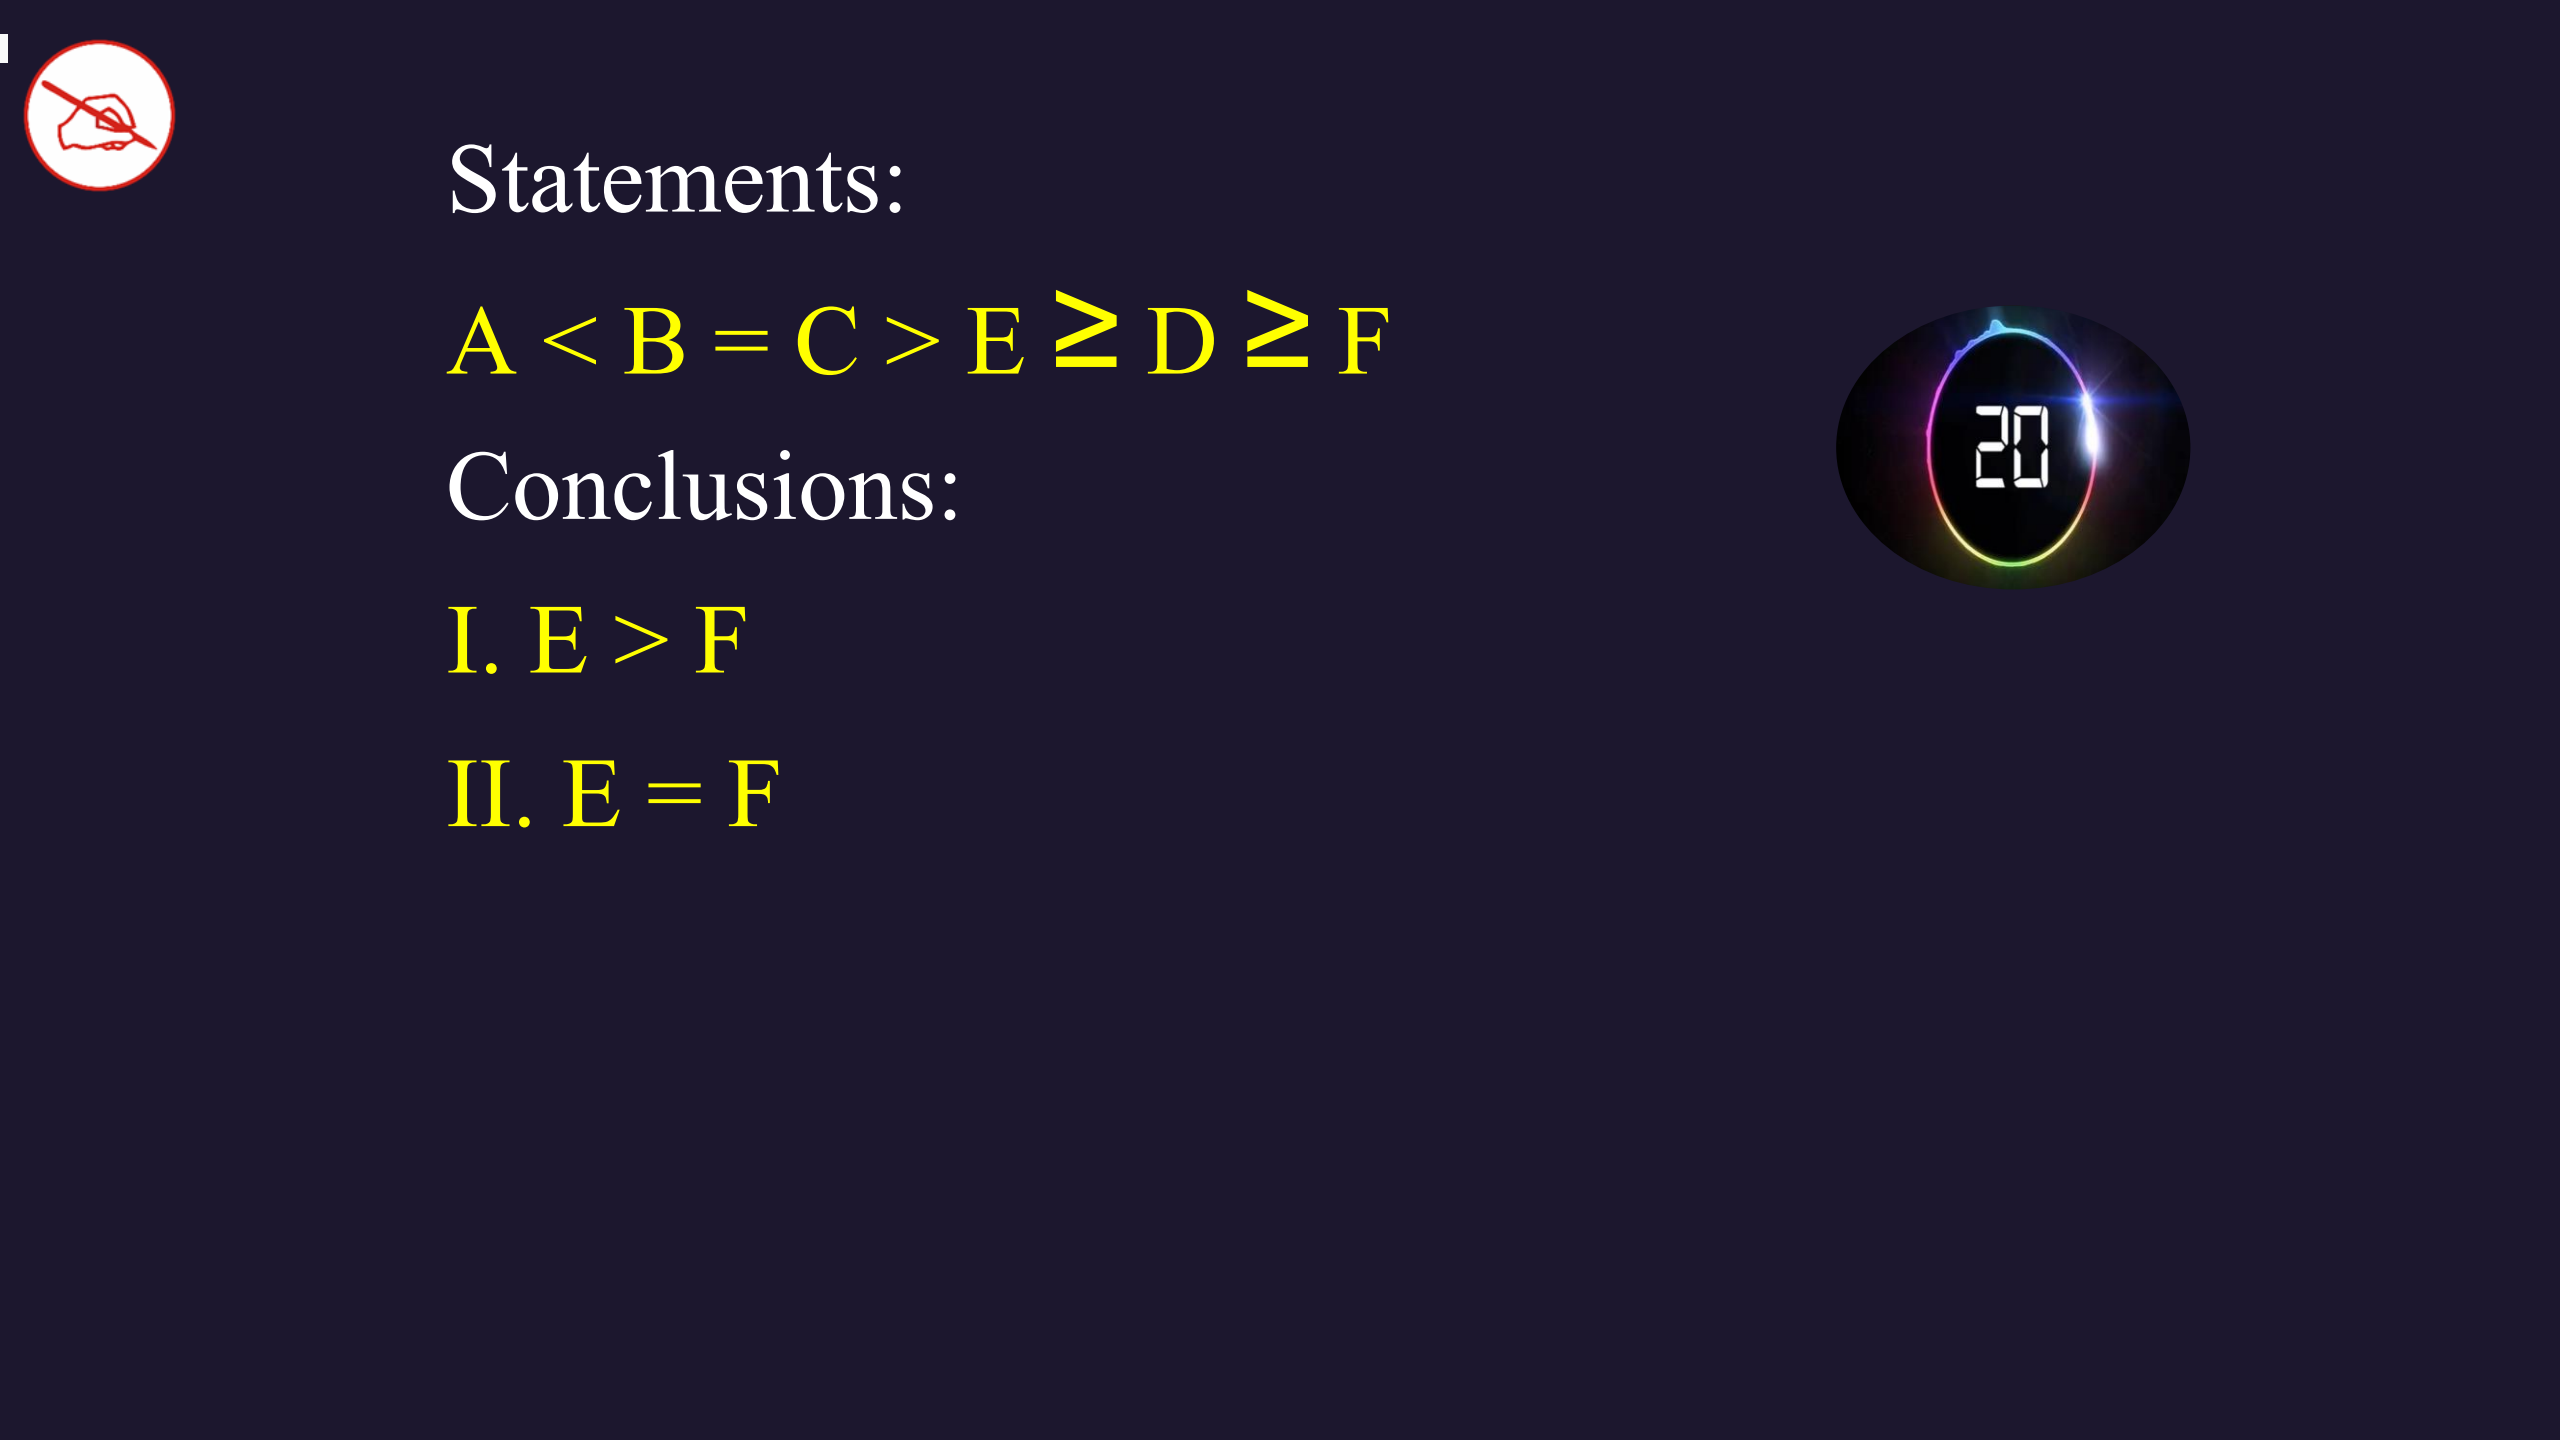 Statements:
A < B = C > E ≥ D ≥ F
20
Conclusions:
I. E > F
II. E = F